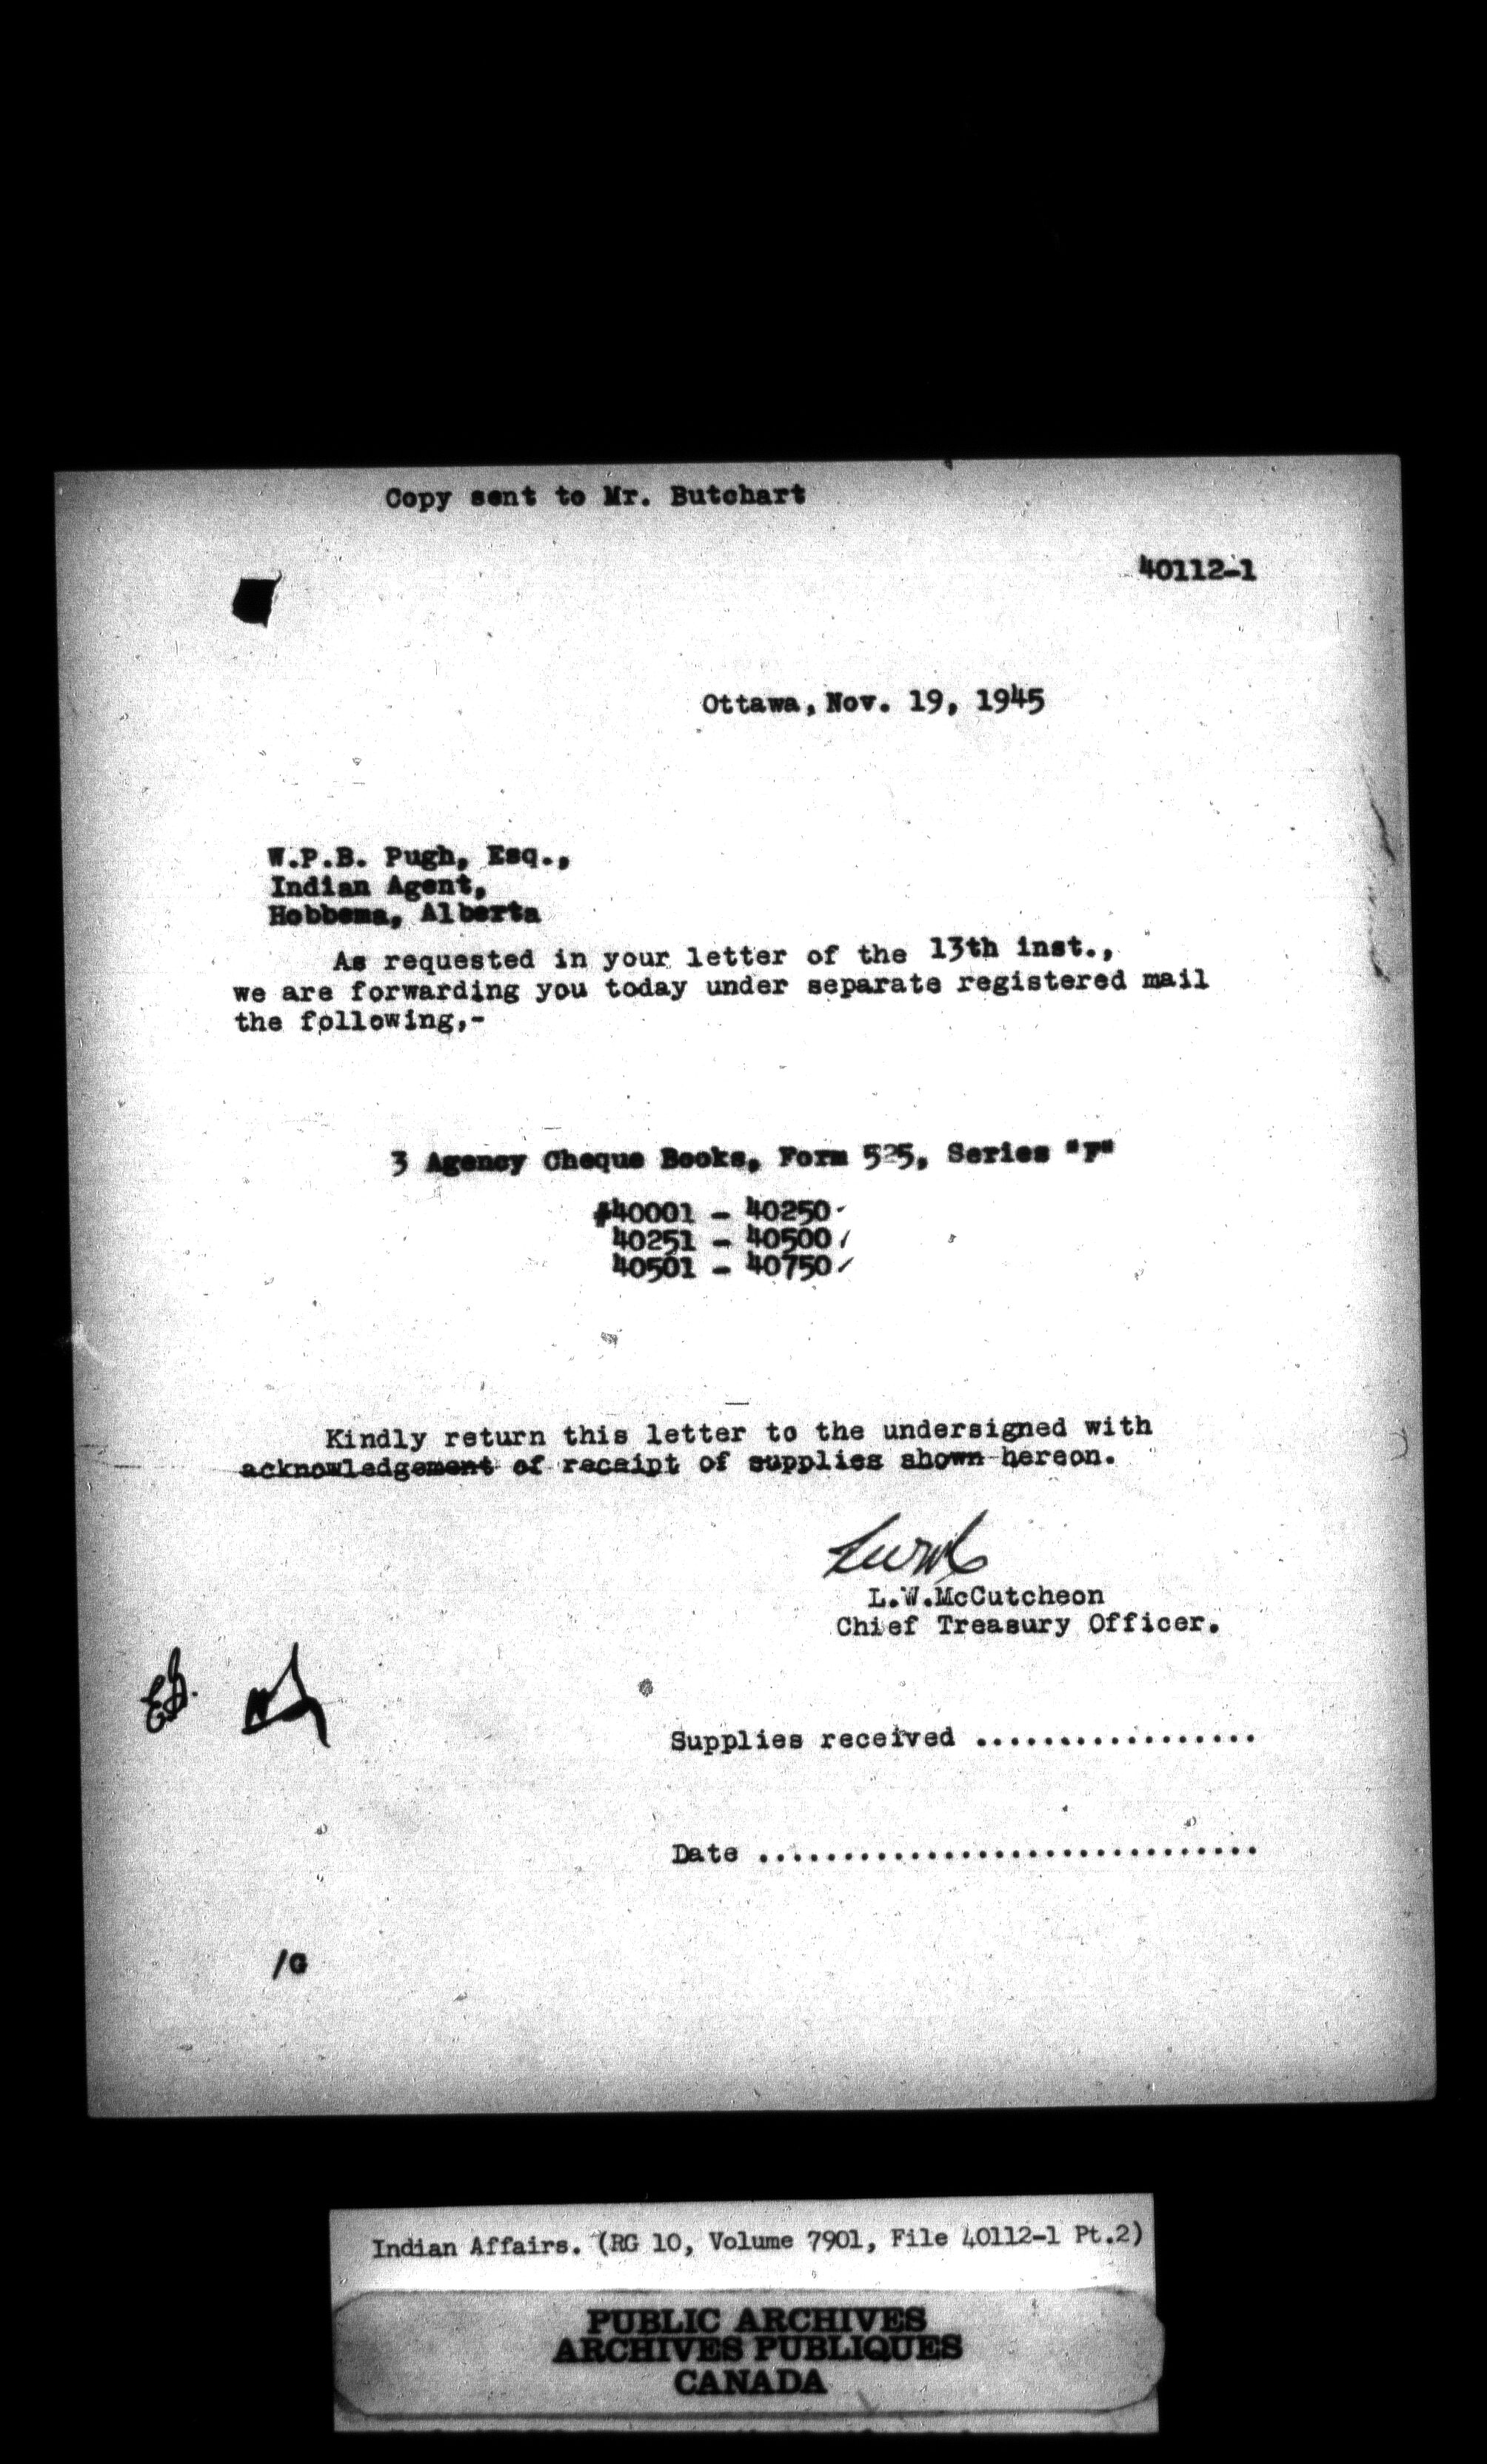 Copy sent to Mr. Butchart
40112-1
Ottawa, Nov. 19, 1945
W.P.B. Pugh, Esq.,
Indian Agent,
Hobbema, Alberta
As requested in your letter of the 13th inst.,
we are forwarding you today under separate registered mail
the following,-
3 Agency Cheque Books, Form 525, Series "F"
#40001 - 40250
40251 - 40500 ✓
40501 - 40750 ✓
Kindly return this letter to the undersigned with
acknowledgement of receipt of supplies shown hereon.
L.W.McCutcheon
Chief Treasury Officer.
Supplies received .................
Date ..............................
/G
Indian Affairs. (RG 10, Volume 7901, File 40112-1 Pt.2)
PUBLIC ARCHIVES
ARCHIVES PUBLIQUES
CANADA